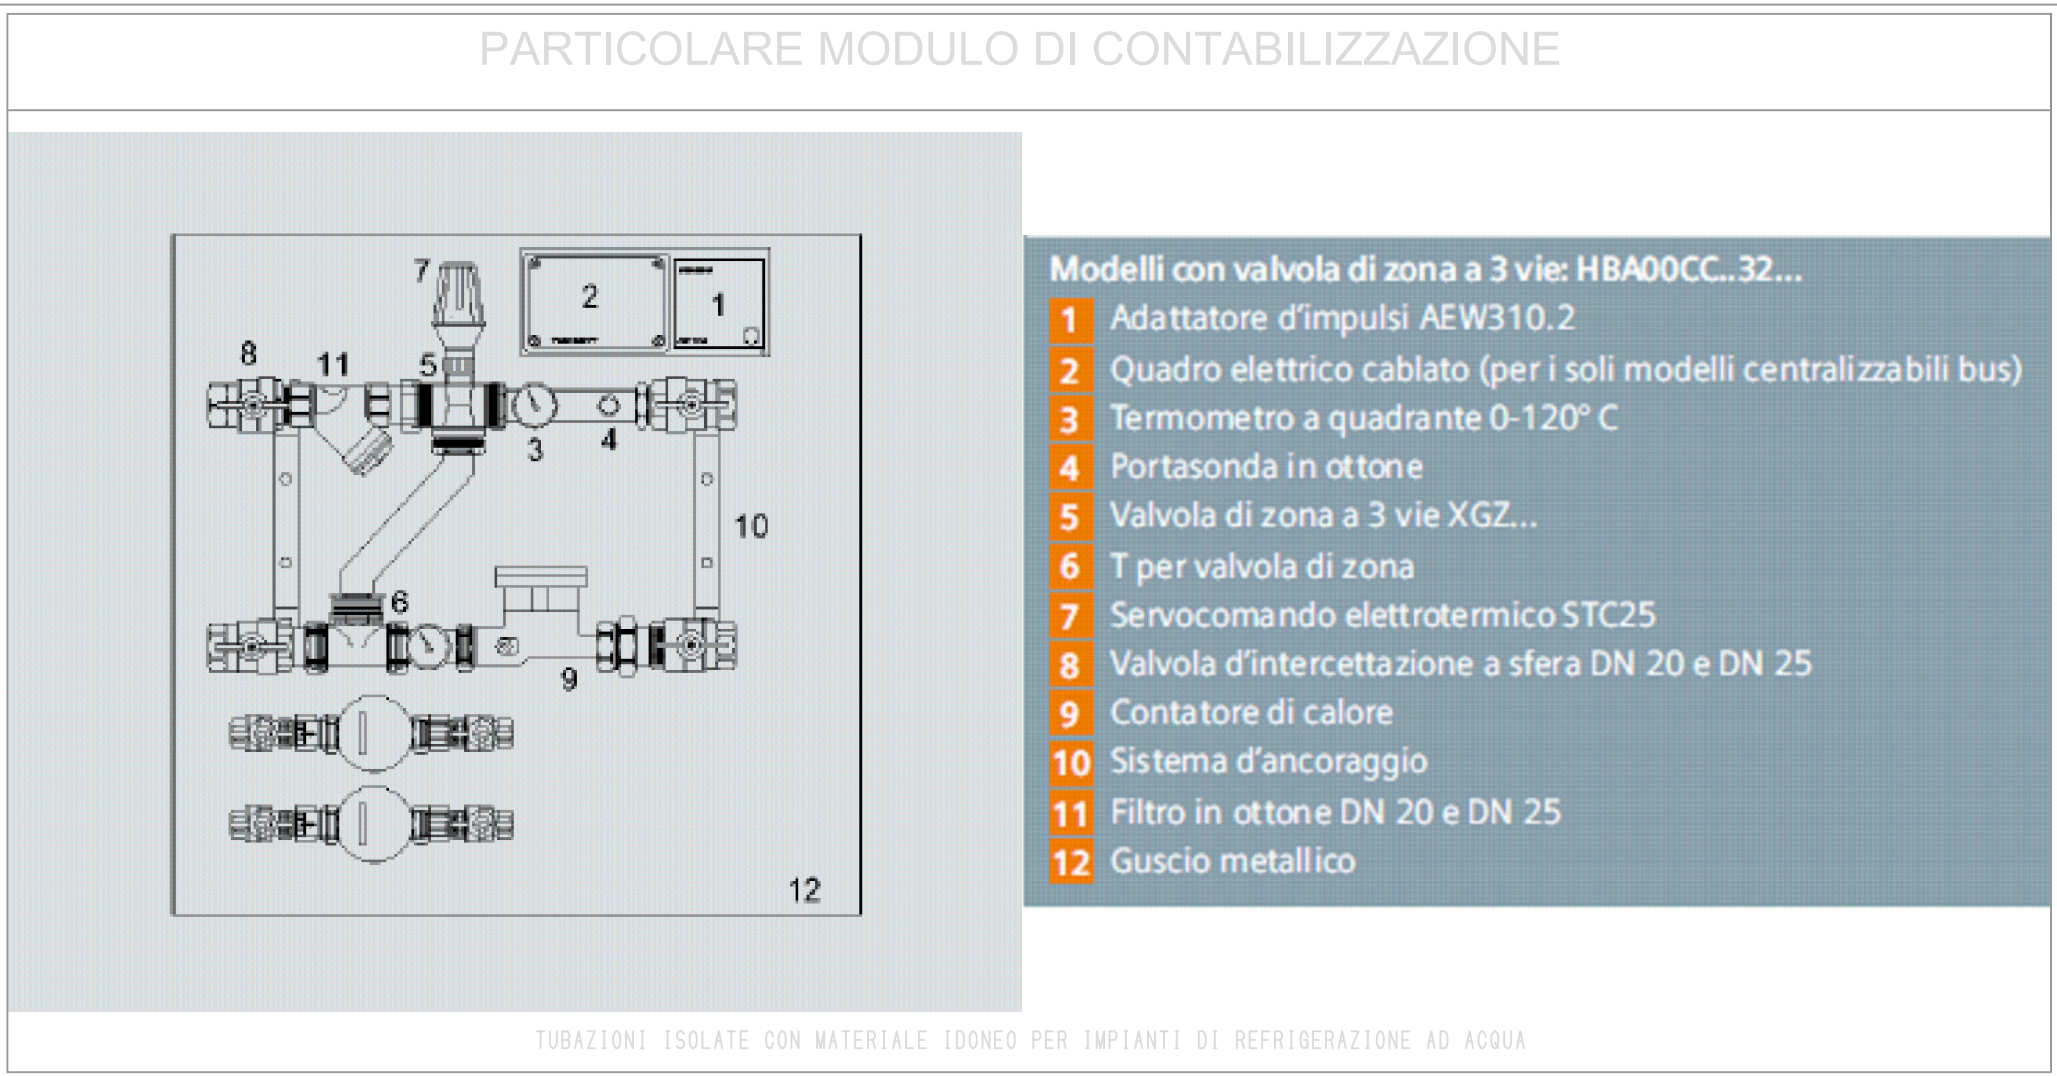 PARTICOLARE MODULO DI CONTABILIZZAZIONE
7
2
1
8
11
5
3
4
10
6
9
12
Modelli con valvola di zona a 3 vie: HBA00CC..32...
1 Adattatore d'impulsi AEW310.2
2 Quadro elettrico cablato (per i soli modelli centralizzabili bus)
3 Termometro a quadrante 0-120° C
4 Portasonda in ottone
5 Valvola di zona a 3 vie XGZ...
6 T per valvola di zona
7 Servocomando elettrotermico STC25
8 Valvola d'intercettazione a sfera DN 20 e DN 25
9 Contatore di calore
10 Sistema d'ancoraggio
11 Filtro in ottone DN 20 e DN 25
12 Guscio metallico
TUBAZIONI ISOLATE CON MATERIALE IDONEO PER IMPIANTI DI REFRIGERAZIONE AD ACQUA